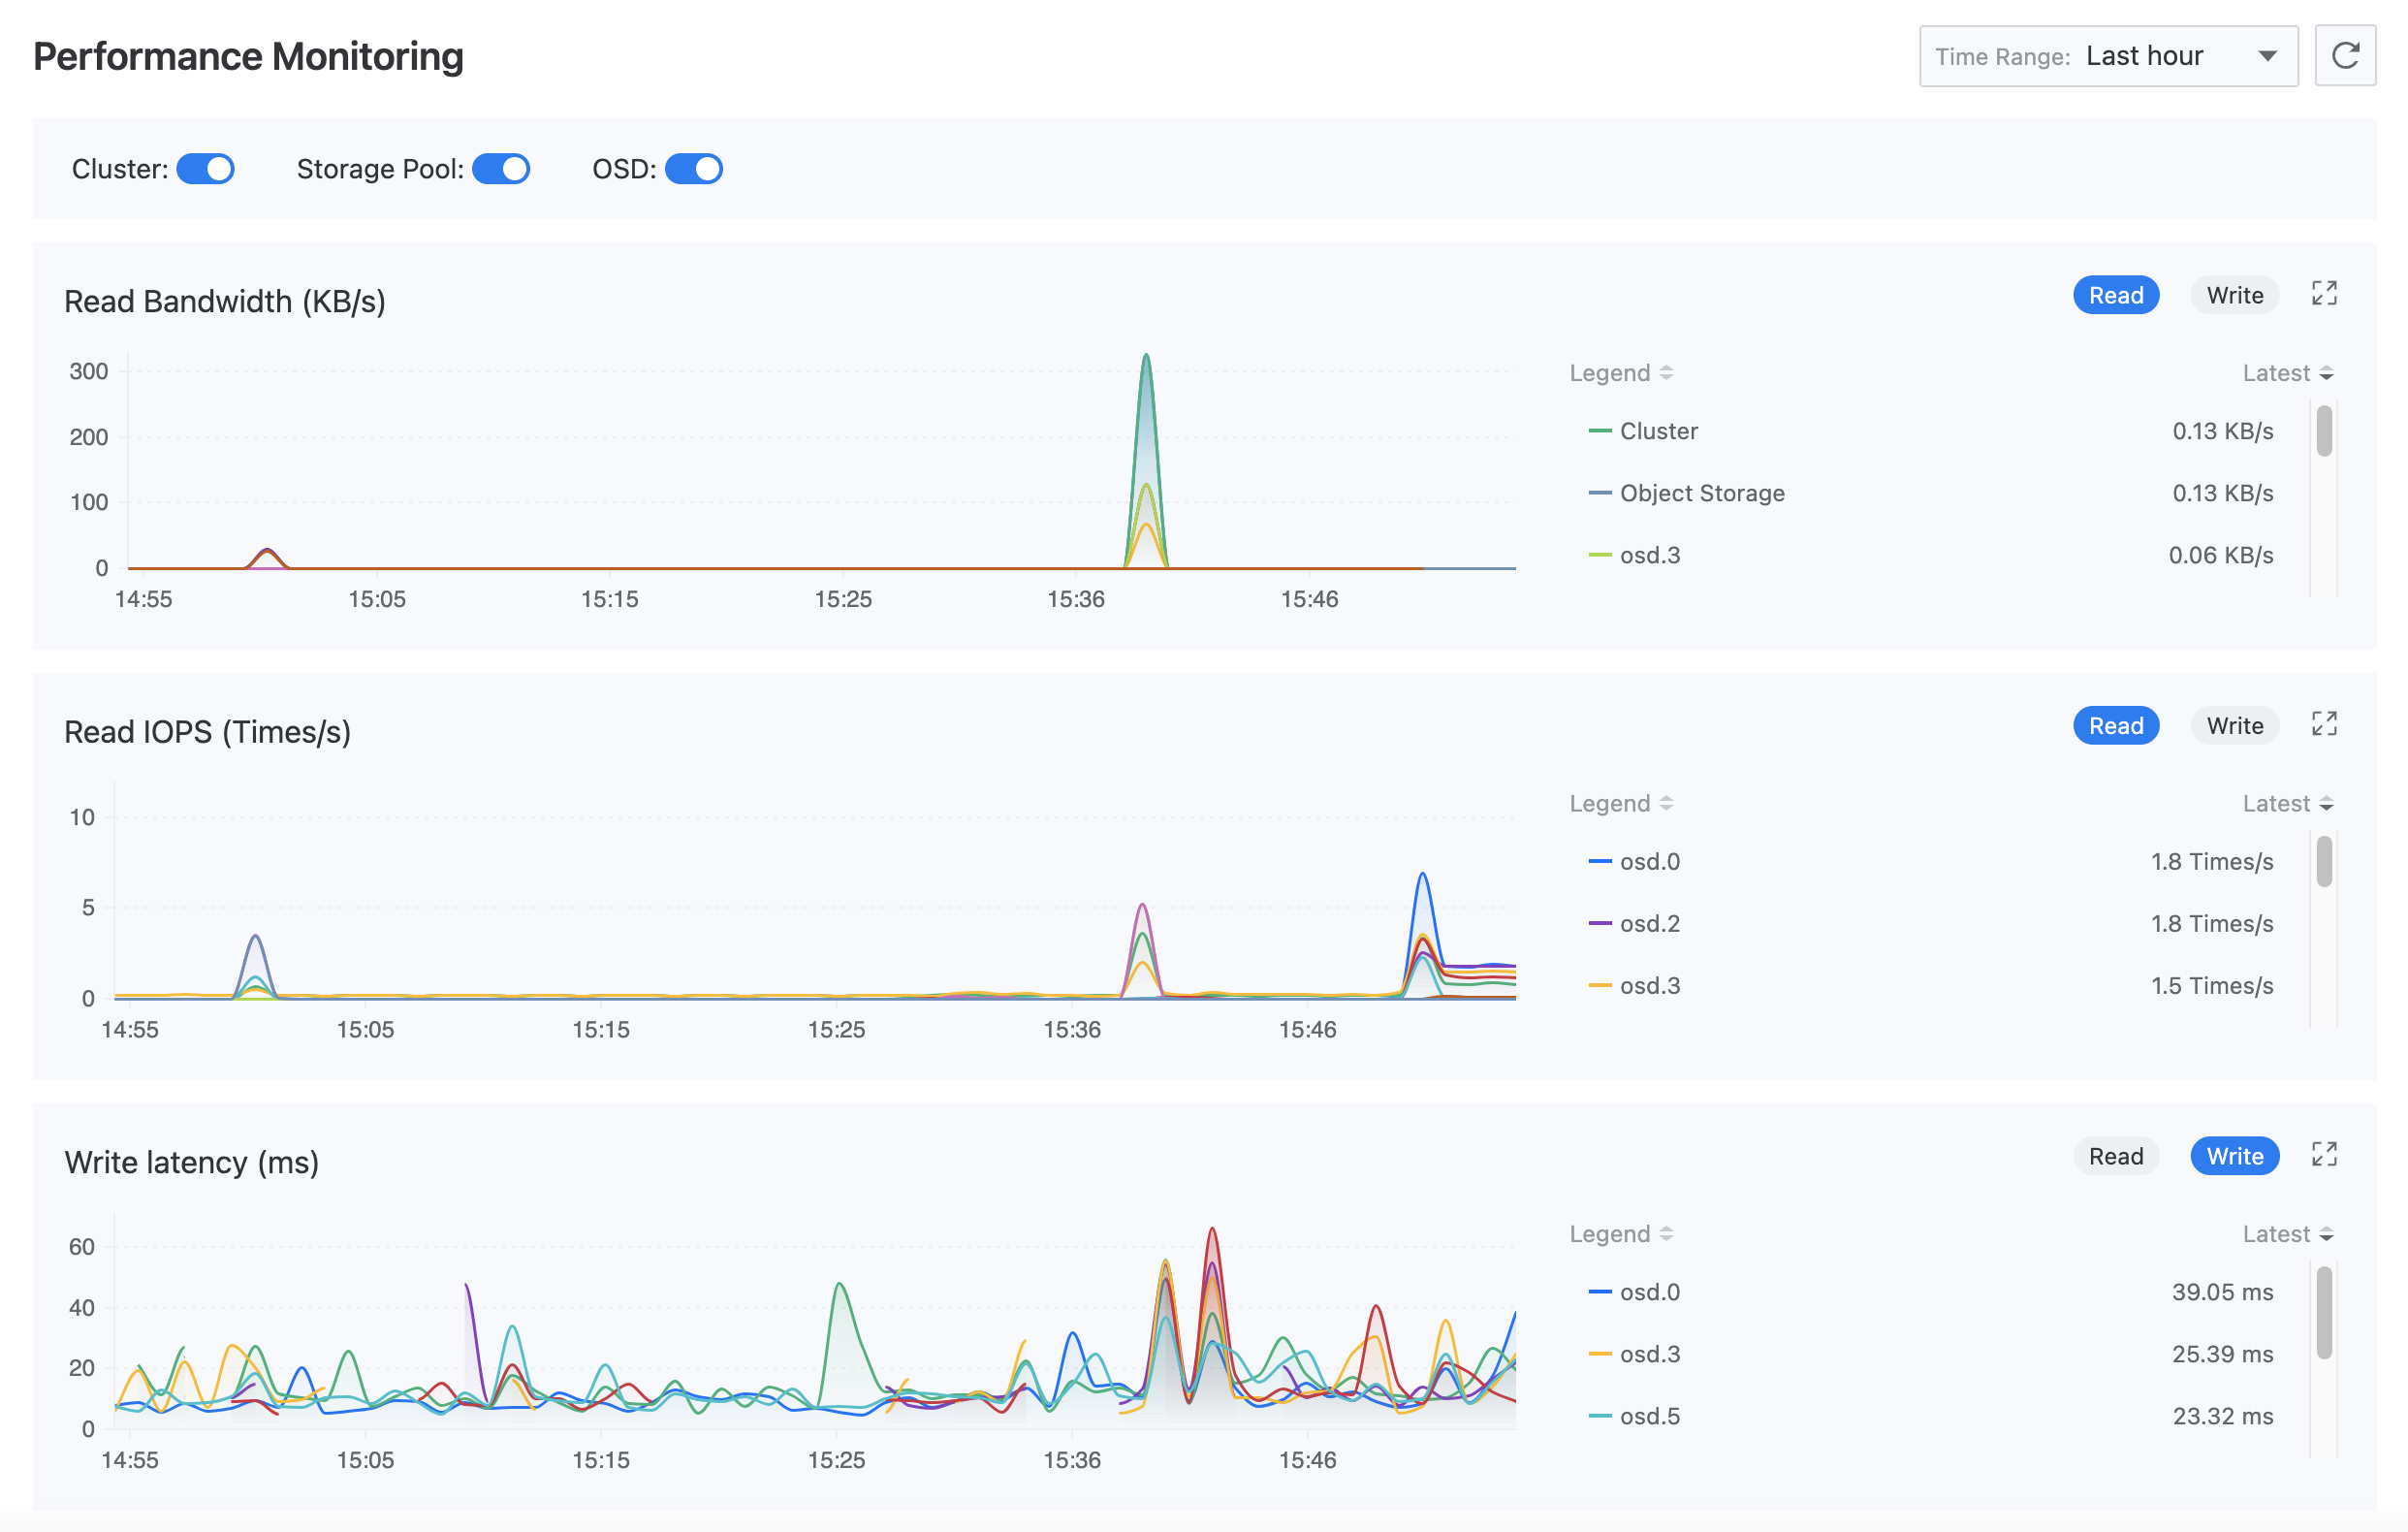 Performance Monitoring
Time Range: Last hour
Cluster: Storage Pool: OSD:
Read Bandwidth (KB/s)
Read Write
300
200
100
0
14:55 15:05 15:15 15:25 15:36 15:46
Legend Latest
Cluster 0.13 KB/s
Object Storage 0.13 KB/s
osd.3 0.06 KB/s
Read IOPS (Times/s)
Read Write
10
5
0
14:55 15:05 15:15 15:25 15:36 15:46
Legend Latest
osd.0 1.8 Times/s
osd.2 1.8 Times/s
osd.3 1.5 Times/s
Write latency (ms)
Read Write
60
40
20
0
14:55 15:05 15:15 15:25 15:36 15:46
Legend Latest
osd.0 39.05 ms
osd.3 25.39 ms
osd.5 23.32 ms